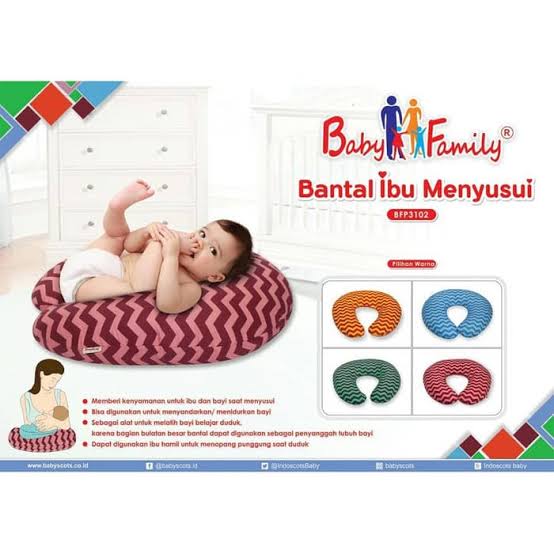 Baby Family®
Bantal Ibu Menyusui
BFP3102
Pilihan Warna
Memberi kenyamanan untuk ibu dan bayi saat menyusui
Bisa digunakan untuk menyandarkan/ menidurkan bayi
Sebagai alat untuk melatih bayi belajar duduk,
karena bagian bulatan besar bantal dapat digunakan sebagai penyanggah tubuh bayi
Dapat digunakan ibu hamil untuk menopang punggung saat duduk
www.babyscots.co.id
@babyscots.id
@IndoscotsBaby
babyscots
Indoscots baby